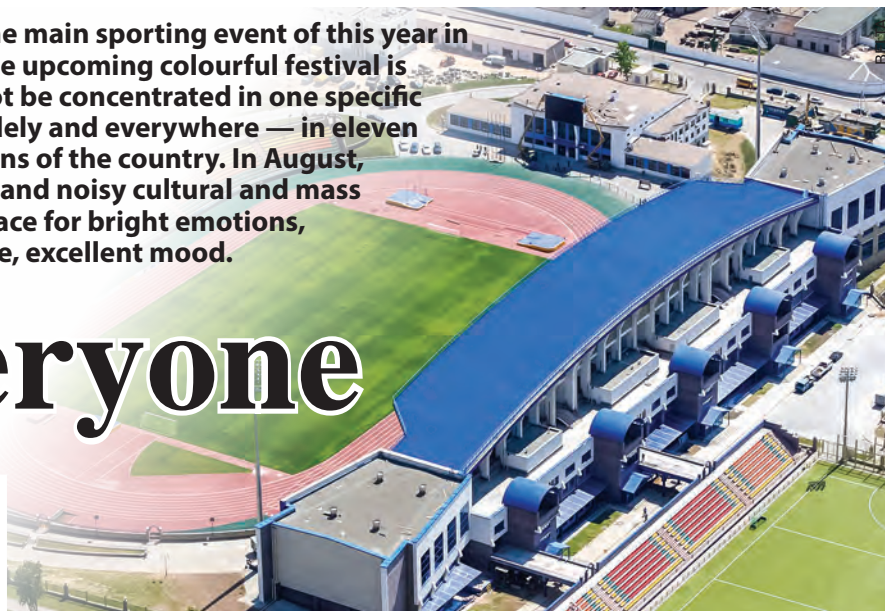 he main sporting event of this year in
e upcoming colourful festival is
ot be concentrated in one specific
dely and everywhere — in eleven
ns of the country. In August,
and noisy cultural and mass
ace for bright emotions,
e, excellent mood.
eryone